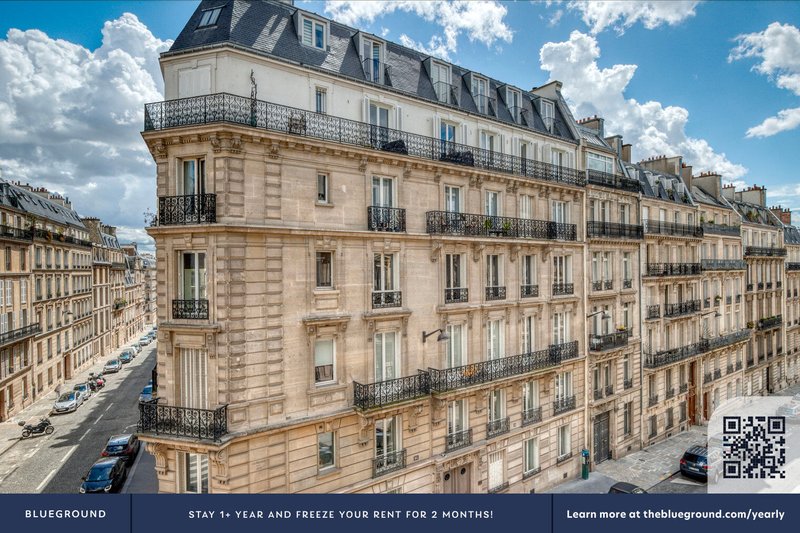 BLUEGROUND
STAY 1+ YEAR AND FREEZE YOUR RENT FOR 2 MONTHS!
Learn more at theblueground.com/yearly